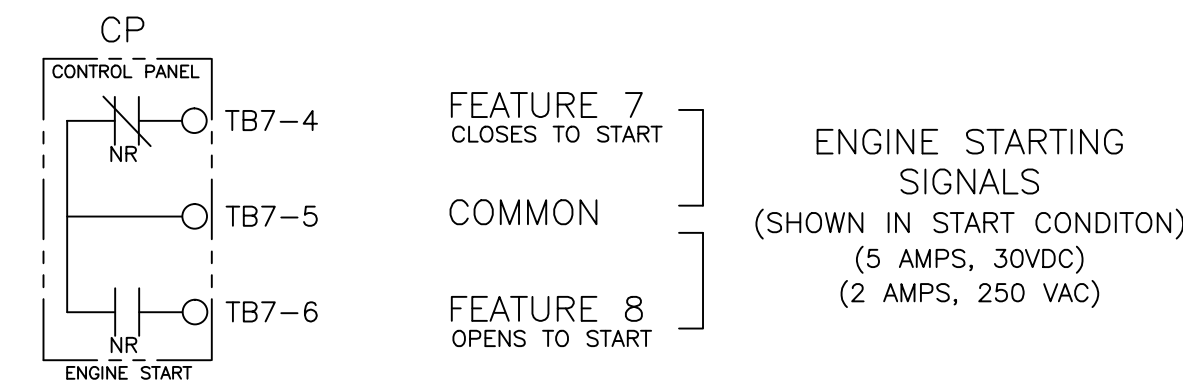 CP
CONTROL PANEL
NR
TB7-4
TB7-5
NR
TB7-6
ENGINE START
FEATURE 7
CLOSES TO START
COMMON
FEATURE 8
OPENS TO START
ENGINE STARTING
SIGNALS
(SHOWN IN START CONDITON)
(5 AMPS, 30VDC)
(2 AMPS, 250 VAC)